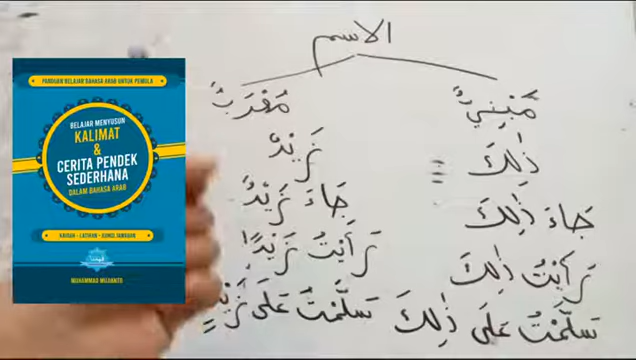 الاسم
مَبْنِيٌّ
ذٰلِكَ
جَاءَ ذٰلِكَ
رَأَيْتُ ذٰلِكَ
سَلَّمْتُ عَلَى ذٰلِكَ
مُعْرَبٌ
زَيْدٌ
جَاءَ زَيْدٌ
رَأَيْتُ زَيْدًا
سَلَّمْتُ عَلَى زَيْدٍ
PANDUAN BELAJAR BAHASA ARAB UNTUK PEMULA
BELAJAR MENYUSUN
KALIMAT
&
CERITA PENDEK
SEDERHANA
DALAM BAHASA ARAB
KAIDAH - LATIHAN - KUNCI JAWABAN
MUHAMMAD